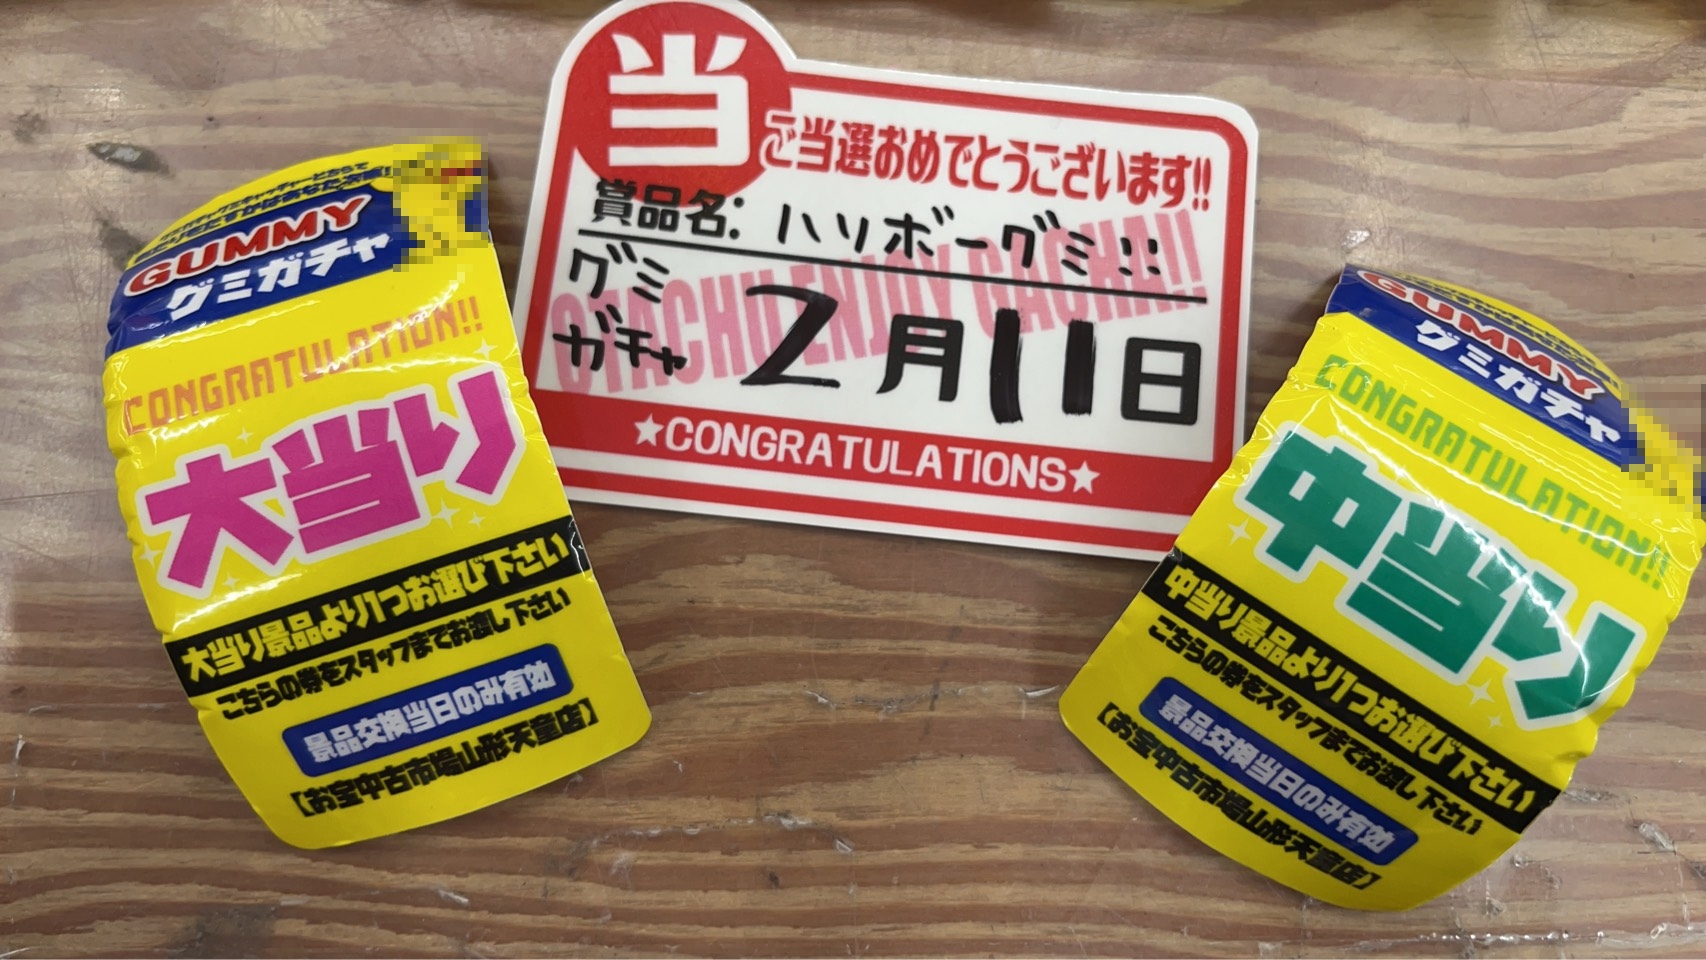 GUMMY
グミガチャ
CONGRATULATION!!
大当り
大当り景品より1つお選び下さい
こちらの券をスタッフまでお渡し下さい
景品交換当日のみ有効
【お宝中古市場山形天童店】
当
ご当選おめでとうございます!!
賞品名:ハリボーグミ!!
OTACHU ENJOY GACHA!!
グミ
ガチャ
2月11日
★CONGRATULATIONS★
GUMMY
グミガチャ
CONGRATULATION!!
中当り
中当り景品より1つお選び下さい
こちらの券をスタッフまでお渡し下さい
景品交換当日のみ有効
【お宝中古市場山形天童店】